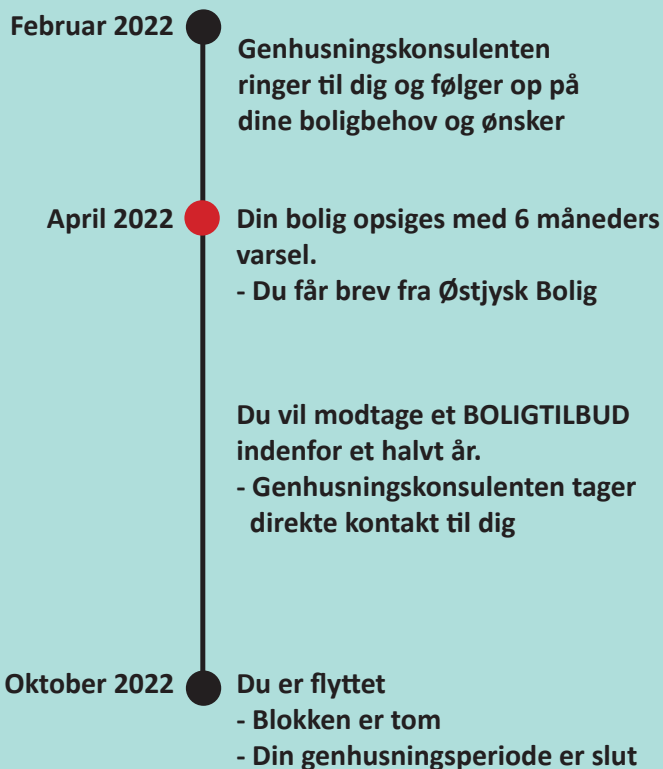 Februar 2022
Genhusningskonsulenten
ringer til dig og følger op på
dine boligbehov og ønsker
April 2022
Din bolig opsiges med 6 måneders
varsel.
- Du får brev fra Østjysk Bolig
Du vil modtage et BOLIGTILBUD
indenfor et halvt år.
- Genhusningskonsulenten tager
direkte kontakt til dig
Oktober 2022
Du er flyttet
- Blokken er tom
- Din genhusningsperiode er slut